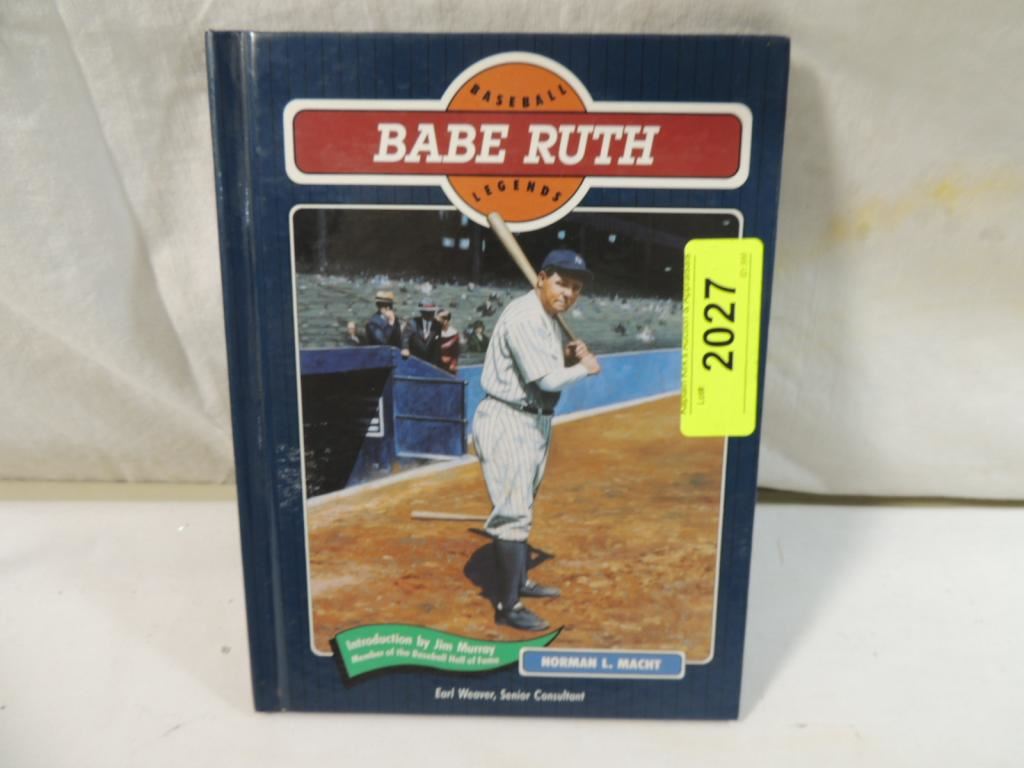 BASEBALL
BABE RUTH
LEGENDS
Lot#
2027
Introduction by Jim Murray
Member of the Baseball Hall of Fame
NORMAN L. MACHT
Earl Weaver, Senior Consultant